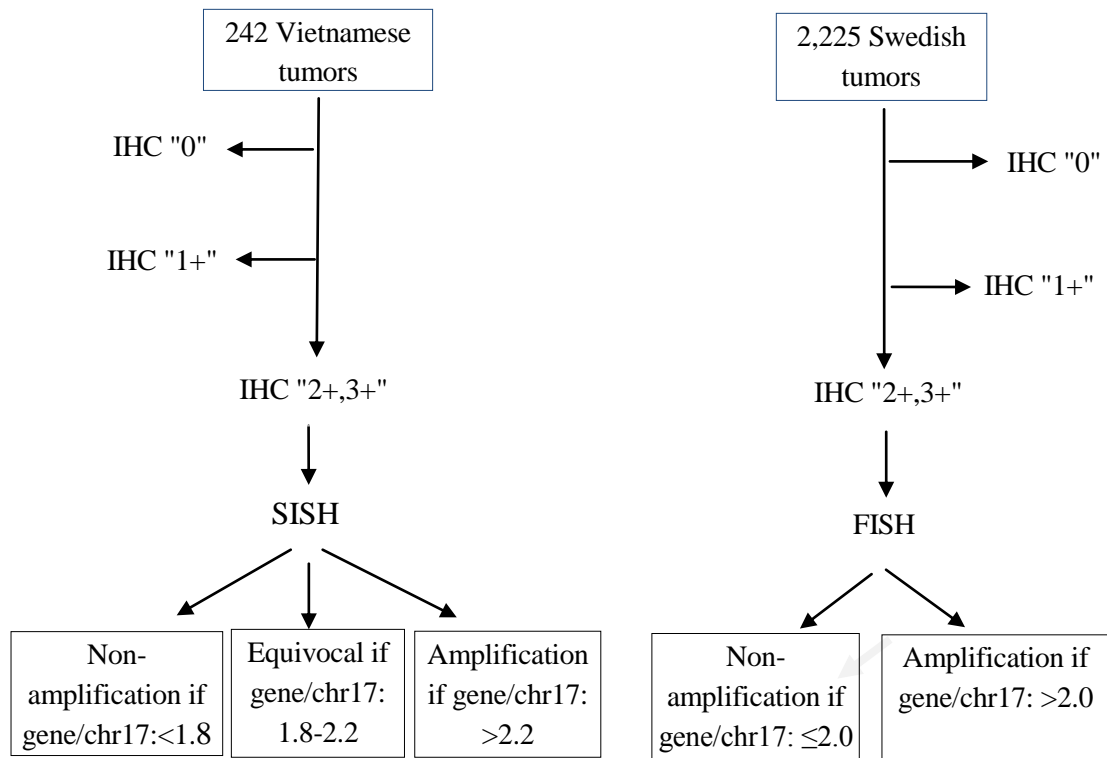 242 Vietnamese
tumors
IHC "0"
IHC "1+"
IHC "2+,3+"
SISH
Non-
amplification if
gene/chr17:<1.8
Equivocal if
gene/chr17:
1.8-2.2
Amplification
if gene/chr17:
>2.2
2,225 Swedish
tumors
IHC "0"
IHC "1+"
IHC "2+,3+"
FISH
Non-
amplification if
gene/chr17: ≤2.0
Amplification if
gene/chr17: >2.0